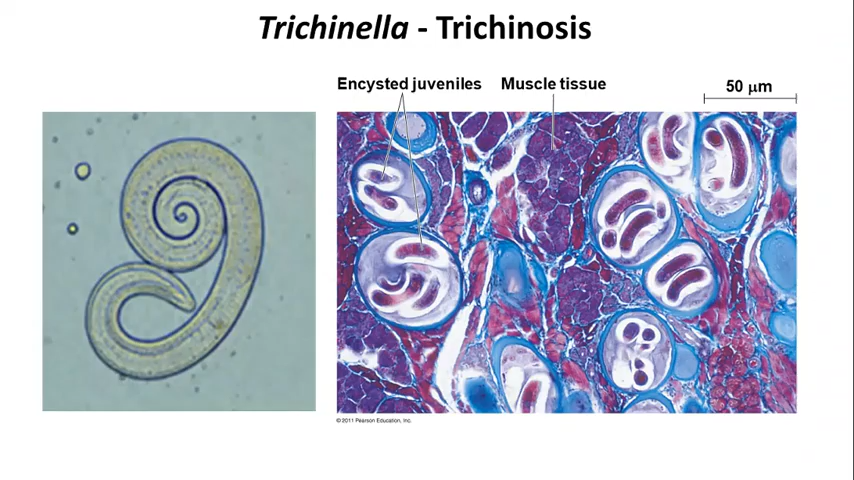 Trichinella - Trichinosis
Encysted juveniles Muscle tissue 50 μm
© 2011 Pearson Education, Inc.